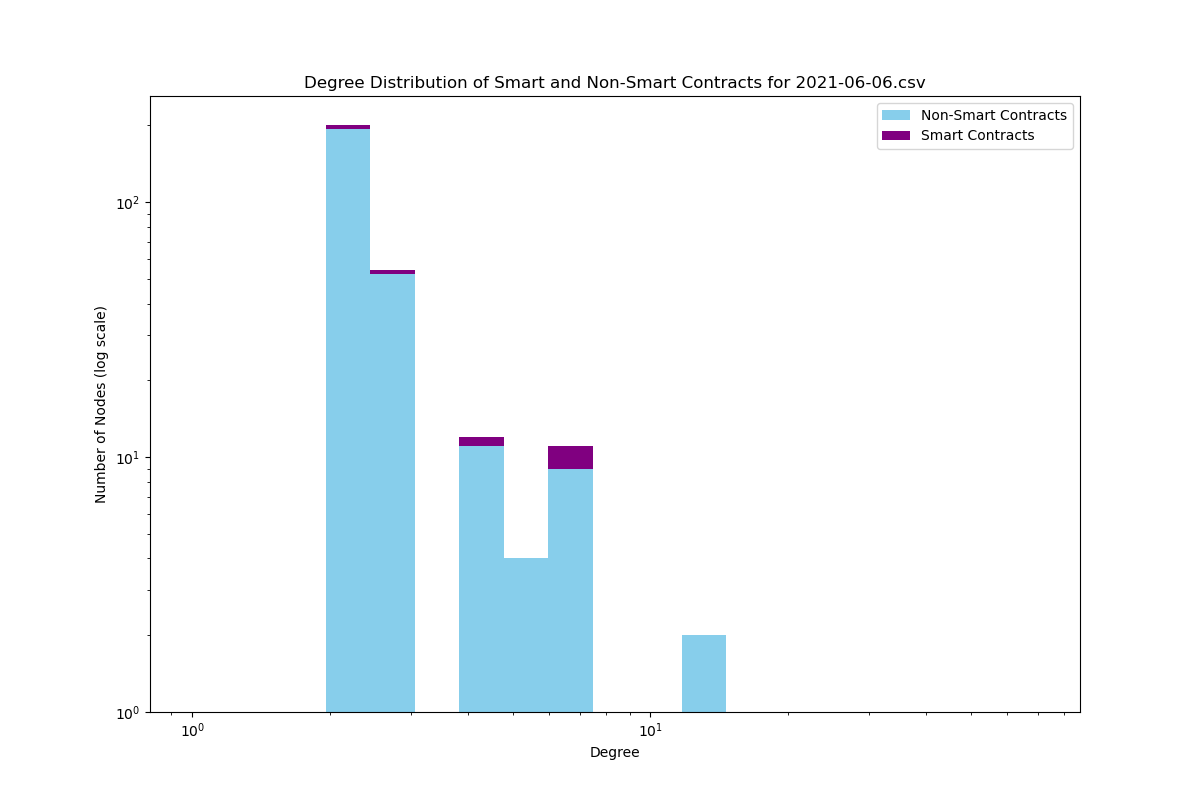 Degree Distribution of Smart and Non-Smart Contracts for 2021-06-06.csv
Non-Smart Contracts
Smart Contracts
Number of Nodes (log scale)
10²
10¹
10⁰
10⁰ 10¹
Degree